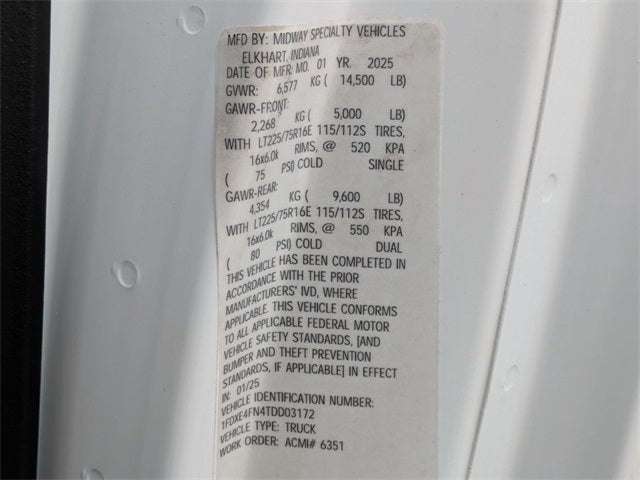 MFD BY: MIDWAY SPECIALTY VEHICLES
ELKHART, INDIANA
DATE OF MFR: MO. 01 YR. 2025
GVWR: 6,577 KG ( 14,500 LB)
GAWR-FRONT:
2,268 KG ( 5,000 LB)
WITH LT225/75R16E 115/112S TIRES,
16x6.0k RIMS, @ 520 KPA
( 75 PSI) COLD SINGLE
GAWR-REAR:
4,354 KG ( 9,600 LB)
WITH LT225/75R16E 115/112S TIRES,
16x6.0k RIMS, @ 550 KPA
( 80 PSI) COLD DUAL
THIS VEHICLE HAS BEEN COMPLETED IN
ACCORDANCE WITH THE PRIOR
MANUFACTURERS' IVD, WHERE
APPLICABLE. THIS VEHICLE CONFORMS
TO ALL APPLICABLE FEDERAL MOTOR
VEHICLE SAFETY STANDARDS, [AND
BUMPER AND THEFT PREVENTION
STANDARDS, IF APPLICABLE] IN EFFECT
IN: 01/25
VEHICLE IDENTIFICATION NUMBER:
1FDXE4FN4TDD03172
VEHICLE TYPE: TRUCK
WORK ORDER: ACMI# 6351